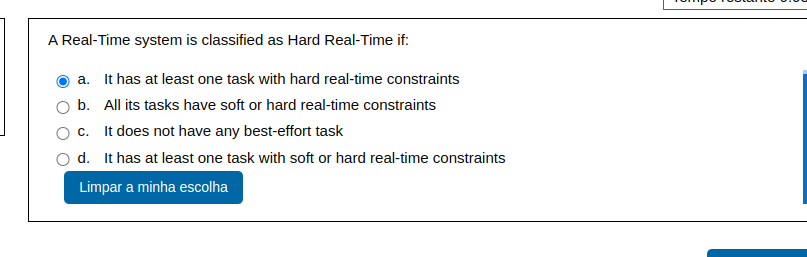 Tempo restante
A Real-Time system is classified as Hard Real-Time if:
a. It has at least one task with hard real-time constraints
b. All its tasks have soft or hard real-time constraints
c. It does not have any best-effort task
d. It has at least one task with soft or hard real-time constraints
Limpar a minha escolha